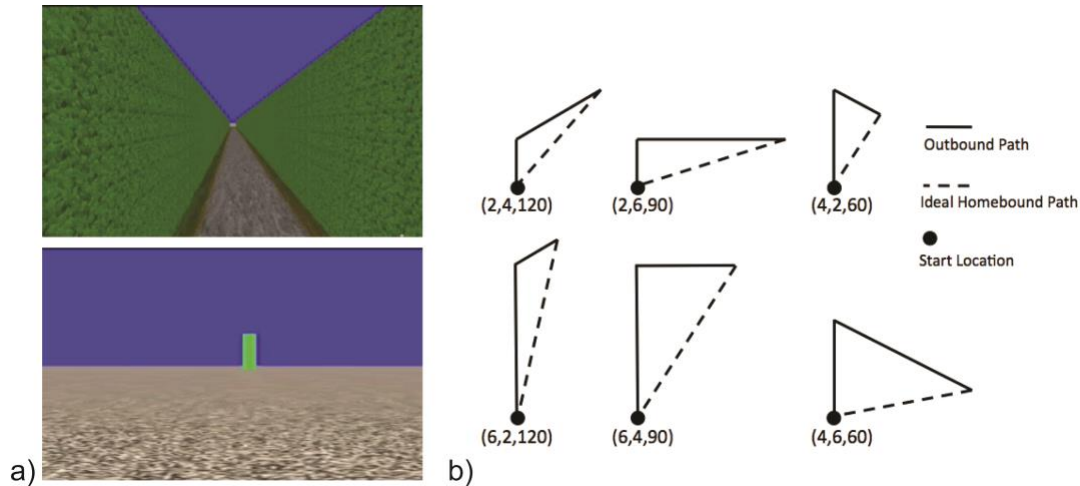 (2,4,120)
(2,6,90)
(4,2,60)
Outbound Path
Ideal Homebound Path
Start Location
(6,2,120)
(6,4,90)
(4,6,60)
a)
b)